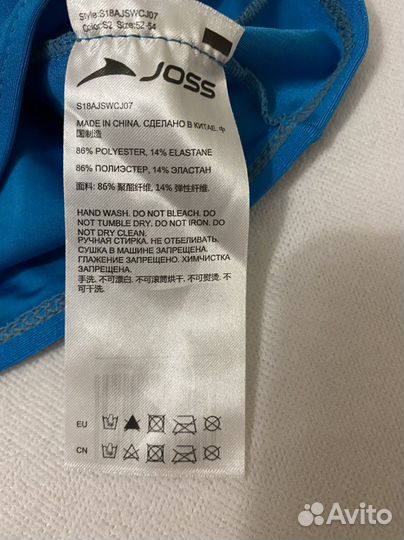 Style:S18AJSWCJ07
Color:S2 Size:52-54
JOSS
S18AJSWCJ07
MADE IN CHINA. СДЕЛАНО В КИТАЕ. 中
国制造
86% POLYESTER, 14% ELASTANE
86% ПОЛИЭСТЕР, 14% ЭЛАСТАН
面料: 86% 聚酯纤维, 14% 弹性纤维.
HAND WASH. DO NOT BLEACH. DO
NOT TUMBLE DRY. DO NOT IRON. DO
NOT DRY CLEAN.
РУЧНАЯ СТИРКА. НЕ ОТБЕЛИВАТЬ.
СУШКА В МАШИНЕ ЗАПРЕЩЕНА.
ГЛАЖЕНИЕ ЗАПРЕЩЕНО. ХИМЧИСТКА
ЗАПРЕЩЕНА.
手洗. 不可漂白. 不可滚筒烘干. 不可熨烫. 不
可干洗.
EU
CN
Avito